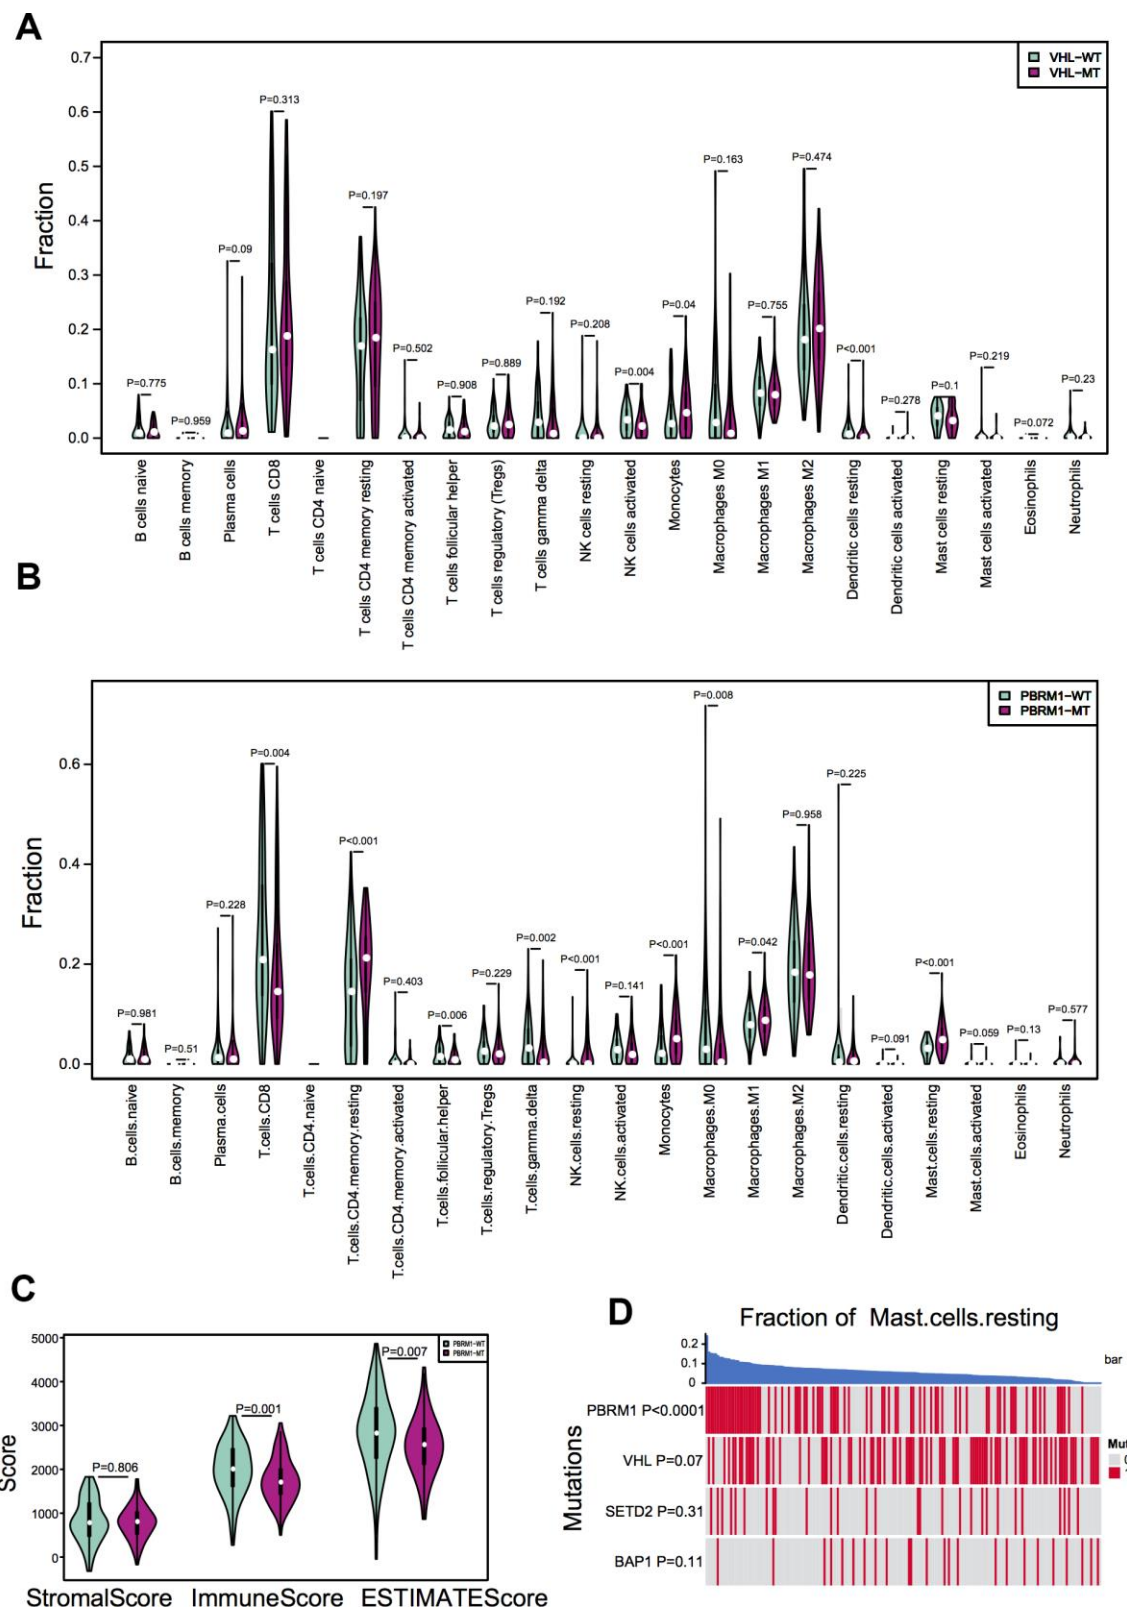 A
VHL-WT
VHL-MT
Fraction
0.7
0.6
0.5
0.4
0.3
0.2
0.1
0.0
P=0.775
P=0.959
P=0.09
P=0.313
P=0.197
P=0.502
P=0.908
P=0.889
P=0.192
P=0.208
P=0.004
P=0.04
P=0.163
P=0.755
P=0.474
P<0.001
P=0.278
P=0.1
P=0.219
P=0.072
P=0.23
B cells naive
B cells memory
Plasma cells
T cells CD8
T cells CD4 naive
T cells CD4 memory resting
T cells CD4 memory activated
T cells follicular helper
T cells regulatory (Tregs)
T cells gamma delta
NK cells resting
NK cells activated
Monocytes
Macrophages M0
Macrophages M1
Macrophages M2
Dendritic cells resting
Dendritic cells activated
Mast cells resting
Mast cells activated
Eosinophils
Neutrophils
B
PBRM1-WT
PBRM1-MT
Fraction
0.6
0.4
0.2
0.0
P=0.981
P=0.51
P=0.228
P=0.004
P<0.001
P=0.403
P=0.006
P=0.229
P=0.002
P<0.001
P=0.141
P<0.001
P=0.008
P=0.042
P=0.958
P=0.225
P=0.091
P<0.001
P=0.059
P=0.13
P=0.577
B.cells.naive
B.cells.memory
Plasma.cells
T.cells.CD8
T.cells.CD4.naive
T.cells.CD4.memory.resting
T.cells.CD4.memory.activated
T.cells.follicular.helper
T.cells.regulatory..Tregs.
T.cells.gamma.delta
NK.cells.resting
NK.cells.activated
Monocytes
Macrophages.M0
Macrophages.M1
Macrophages.M2
Dendritic.cells.resting
Dendritic.cells.activated
Mast.cells.resting
Mast.cells.activated
Eosinophils
Neutrophils
C
PBRM1-WT
PBRM1-MT
Score
5000
4000
3000
2000
1000
0
P=0.806
P=0.001
P=0.007
StromalScore ImmuneScore ESTIMATEScore
D
Fraction of Mast.cells.resting
0.2
0.1
0
bar
Mutations
PBRM1 P<0.0001
VHL P=0.07
SETD2 P=0.31
BAP1 P=0.11